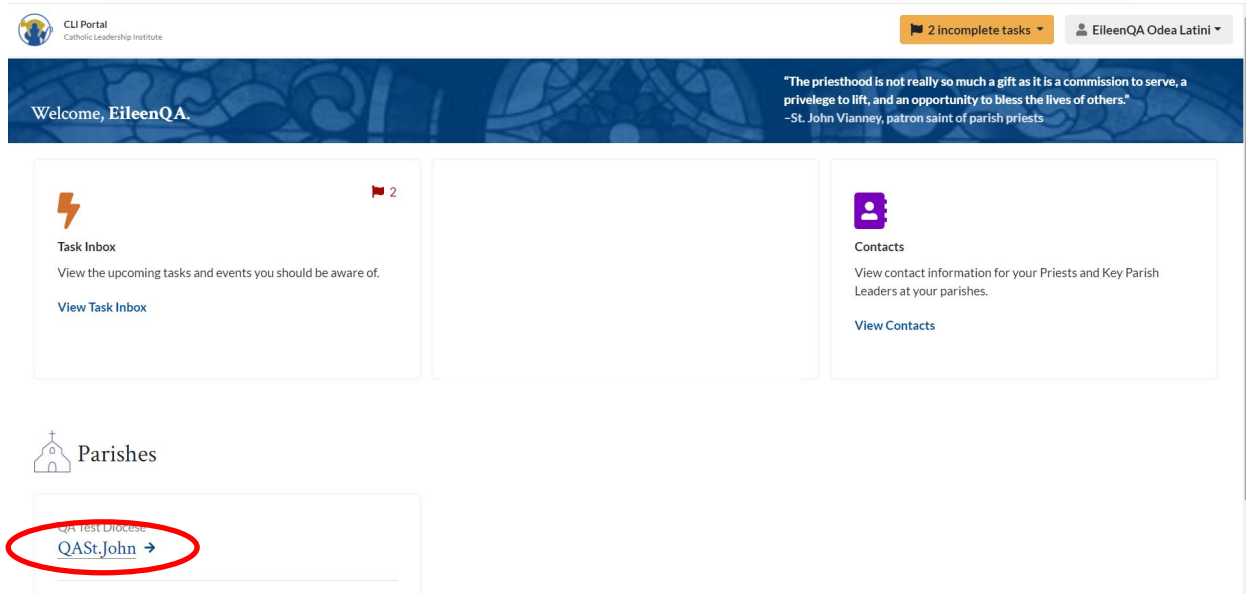 CLI Portal
Catholic Leadership Institute
2 incomplete tasks
EileenQA Odea Latini
Welcome, EileenQA.
"The priesthood is not really so much a gift as it is a commission to serve, a
privelege to lift, and an opportunity to bless the lives of others."
–St. John Vianney, patron saint of parish priests
2
Task Inbox
View the upcoming tasks and events you should be aware of.
View Task Inbox
Contacts
View contact information for your Priests and Key Parish
Leaders at your parishes.
View Contacts
Parishes
QA Test Diocese
QASt.John →